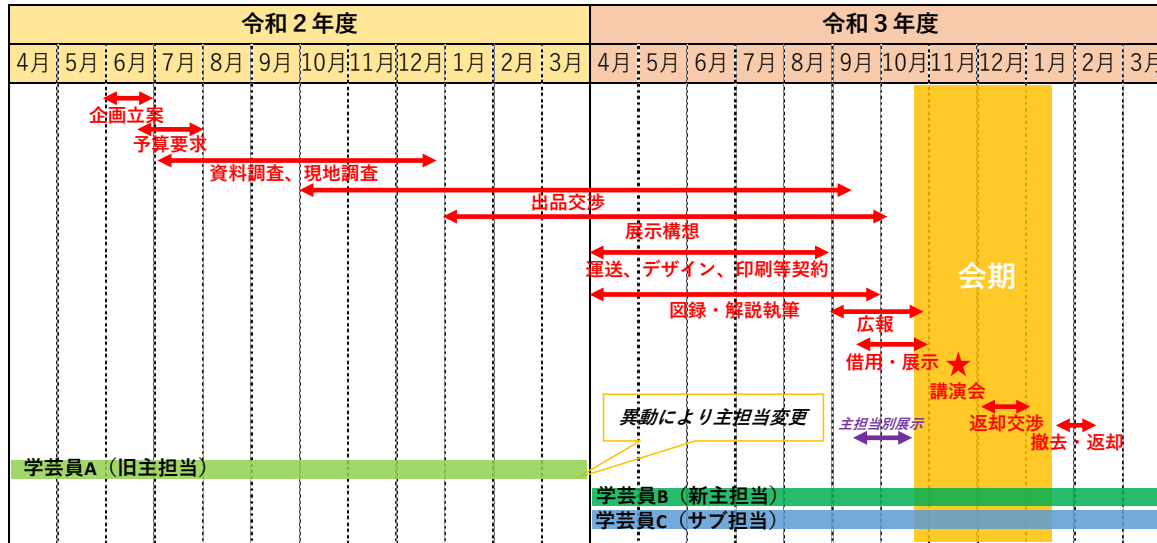 令和２年度 令和３年度
4月 5月 6月 7月 8月 9月 10月 11月 12月 1月 2月 3月 4月 5月 6月 7月 8月 9月 10月 11月 12月 1月 2月 3月
企画立案
予算要求
資料調査、現地調査
出品交渉
展示構想
運送、デザイン、印刷等契約
会期
図録・解説執筆
広報
借用・展示
★
講演会
異動により主担当変更
主担当別展示
返却交渉
撤去・返却
学芸員A（旧主担当）
学芸員B（新主担当）
学芸員C（サブ担当）